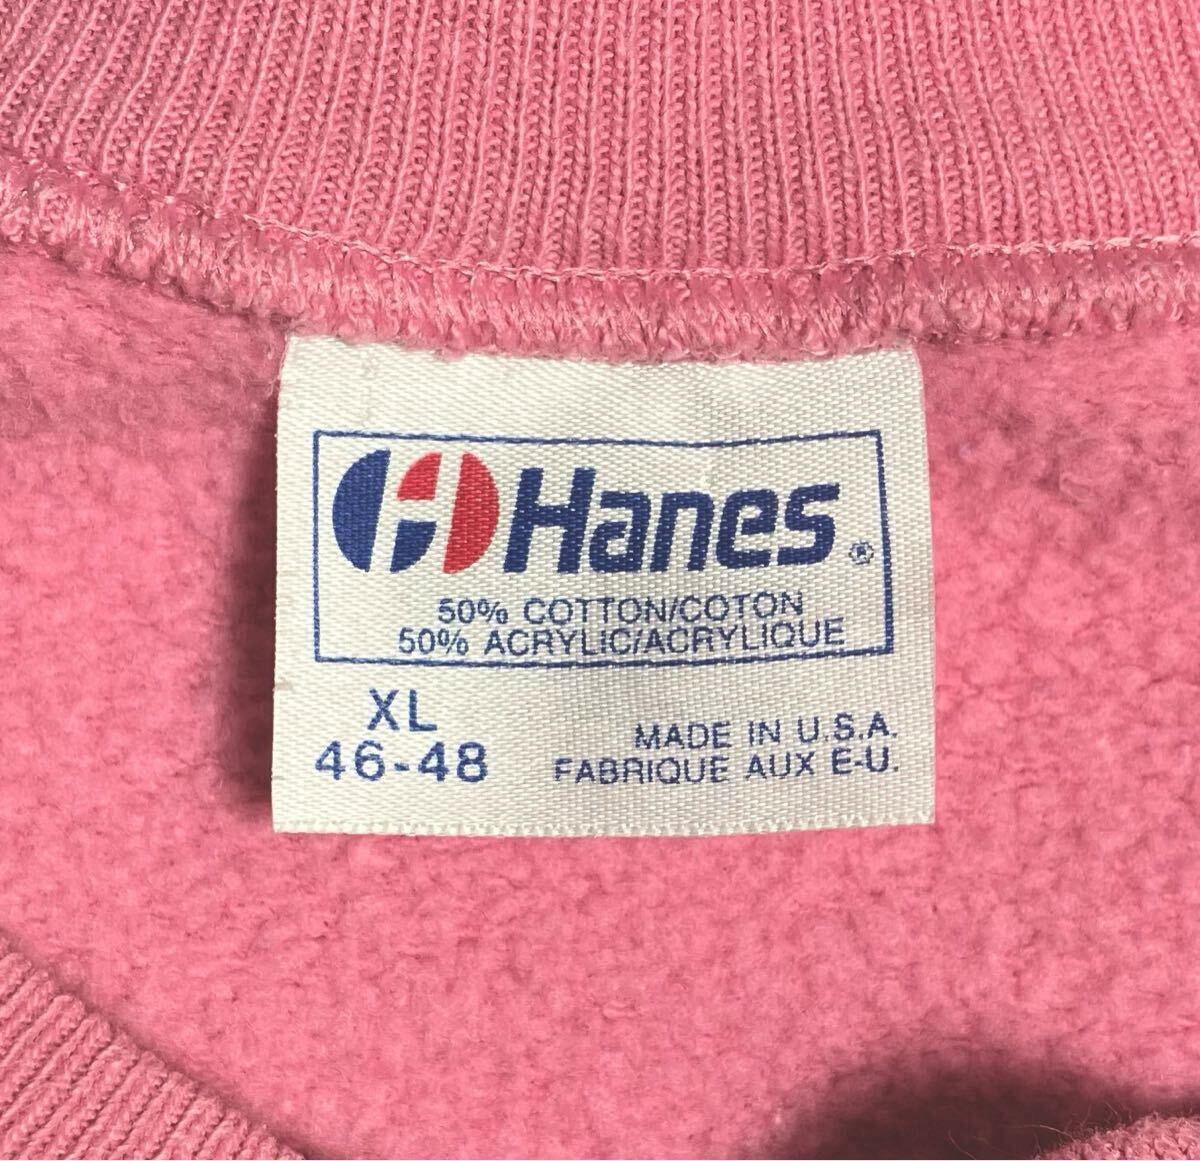 Hanes®
50% COTTON/COTON
50% ACRYLIC/ACRYLIQUE
XL
46-48
MADE IN U.S.A.
FABRIQUE AUX E-U.